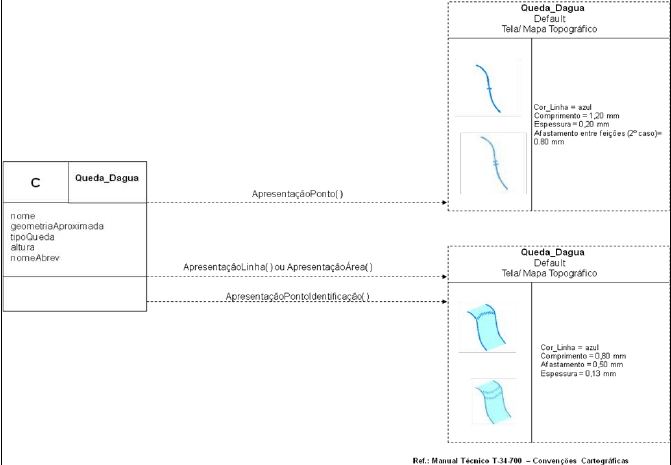 Queda_Dagua
Default
Tela/ Mapa Topográfico
Cor_Linha = azul
Comprimento = 1,20 mm
Espessura = 0,20 mm
Afastamento entre feições (2º caso)=
0.80 mm
C
Queda_Dagua
nome
geometriaAproximada
tipoQueda
altura
nomeAbrev
ApresentaçãoPonto( )
ApresentaçãoLinha( ) ou ApresentaçãoÁrea( )
ApresentaçãoPontoIdentificação( )
Queda_Dagua
Default
Tela/ Mapa Topográfico
Cor_Linha = azul
Comprimento = 0,80 mm
Afastamento = 0,50 mm
Espessura = 0,13 mm
Ref.: Manual Técnico T-34-700 – Convenções Cartográficas